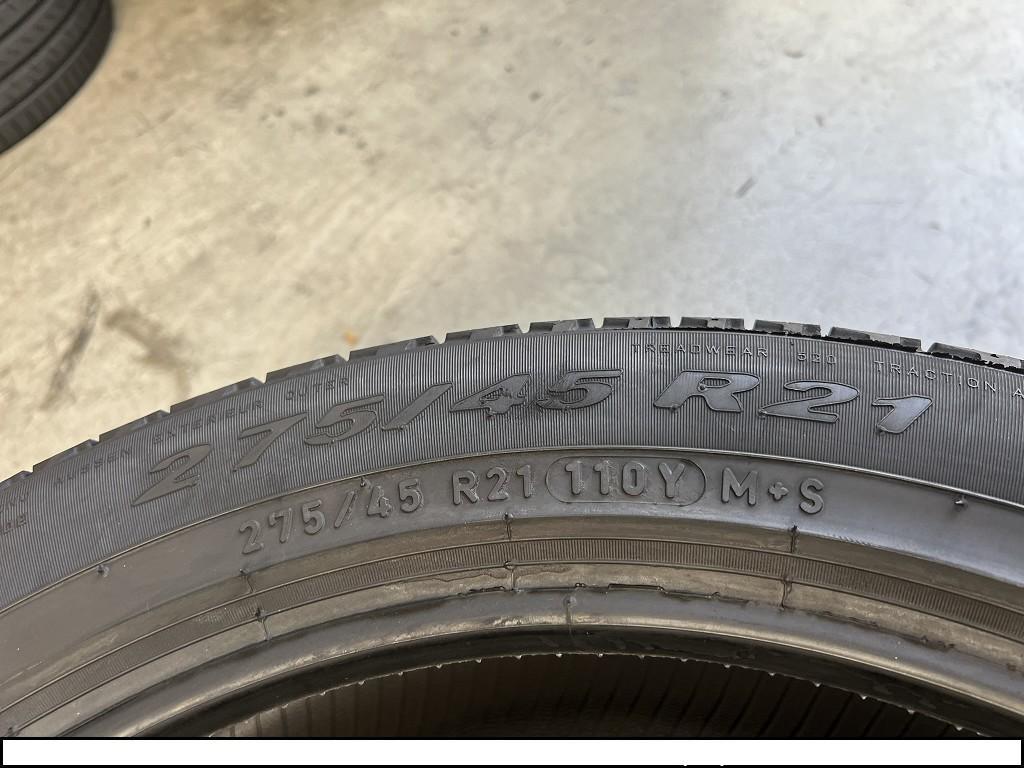 TREADWEAR 520 TRACTION A
AUSSEN EXTERIEUR OUTER
275/45 R21
275/45 R21 110Y M+S